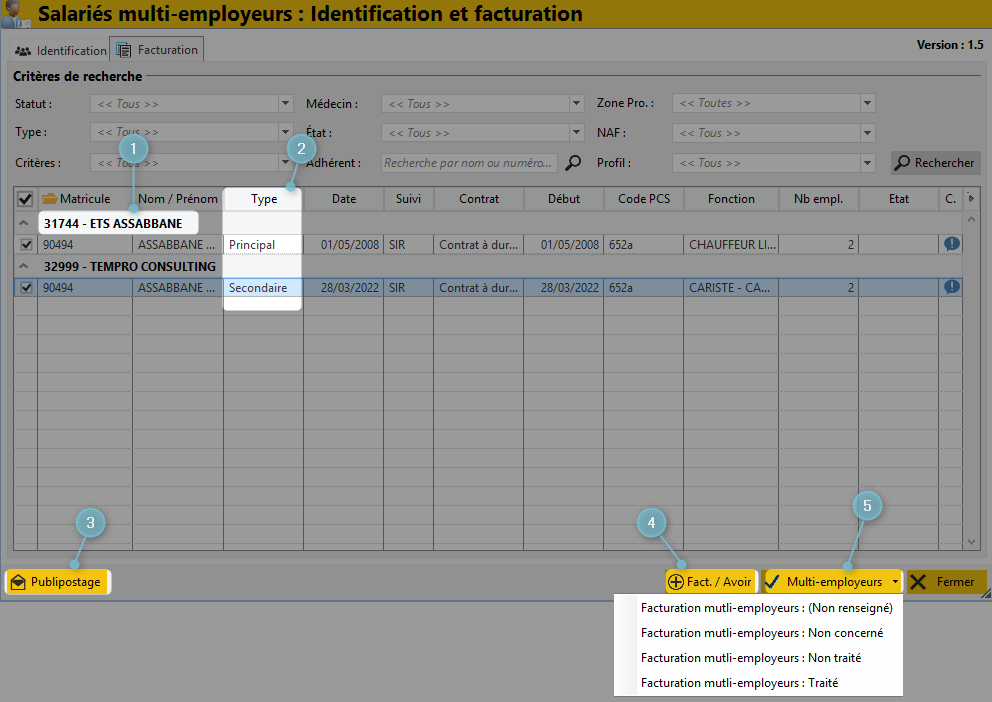 Salariés multi-employeurs : Identification et facturation
Identification Facturation Version : 1.5
Critères de recherche
Statut : << Tous >> Médecin : << Tous >> Zone Pro. : << Toutes >>
Type : << Tous >> État : << Tous >> NAF : << Tous >>
Critères : << Tous >> Adhérent : Recherche par nom ou numéro... Profil : << Tous >> Rechercher
1 2
Matricule Nom / Prénom Type Date Suivi Contrat Début Code PCS Fonction Nb empl. Etat C.
31744 - ETS ASSABBANE
90494 ASSABBANE ... Principal 01/05/2008 SIR Contrat à dur... 01/05/2008 652a CHAUFFEUR LI... 2
32999 - TEMPRO CONSULTING
90494 ASSABBANE ... Secondaire 28/03/2022 SIR Contrat à dur... 28/03/2022 652a CARISTE - CA... 2
3 4 5
Publipostage Fact. / Avoir Multi-employeurs Fermer
Facturation mutli-employeurs : (Non renseigné)
Facturation mutli-employeurs : Non concerné
Facturation mutli-employeurs : Non traité
Facturation mutli-employeurs : Traité